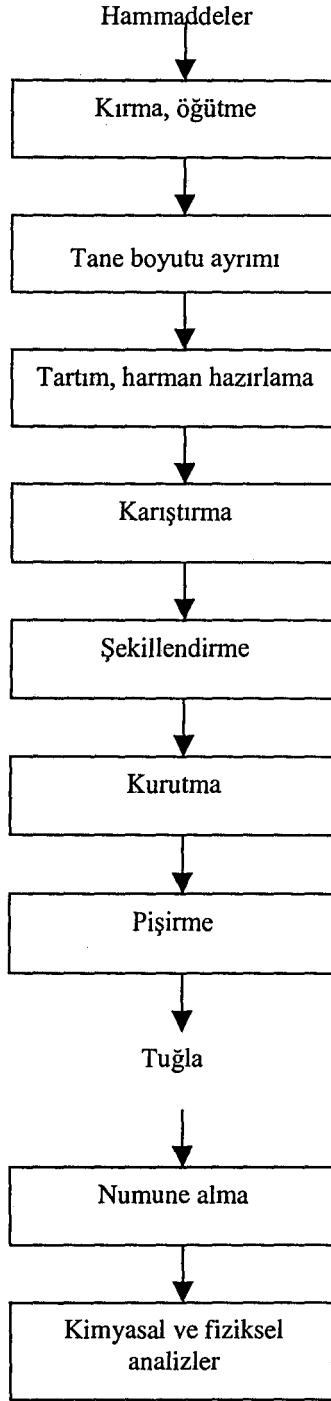 Hammaddeler
Kırma, öğütme
Tane boyutu ayrımı
Tartım, harman hazırlama
Karıştırma
Şekillendirme
Kurutma
Pişirme
Tuğla
Numune alma
Kimyasal ve fiziksel
analizler